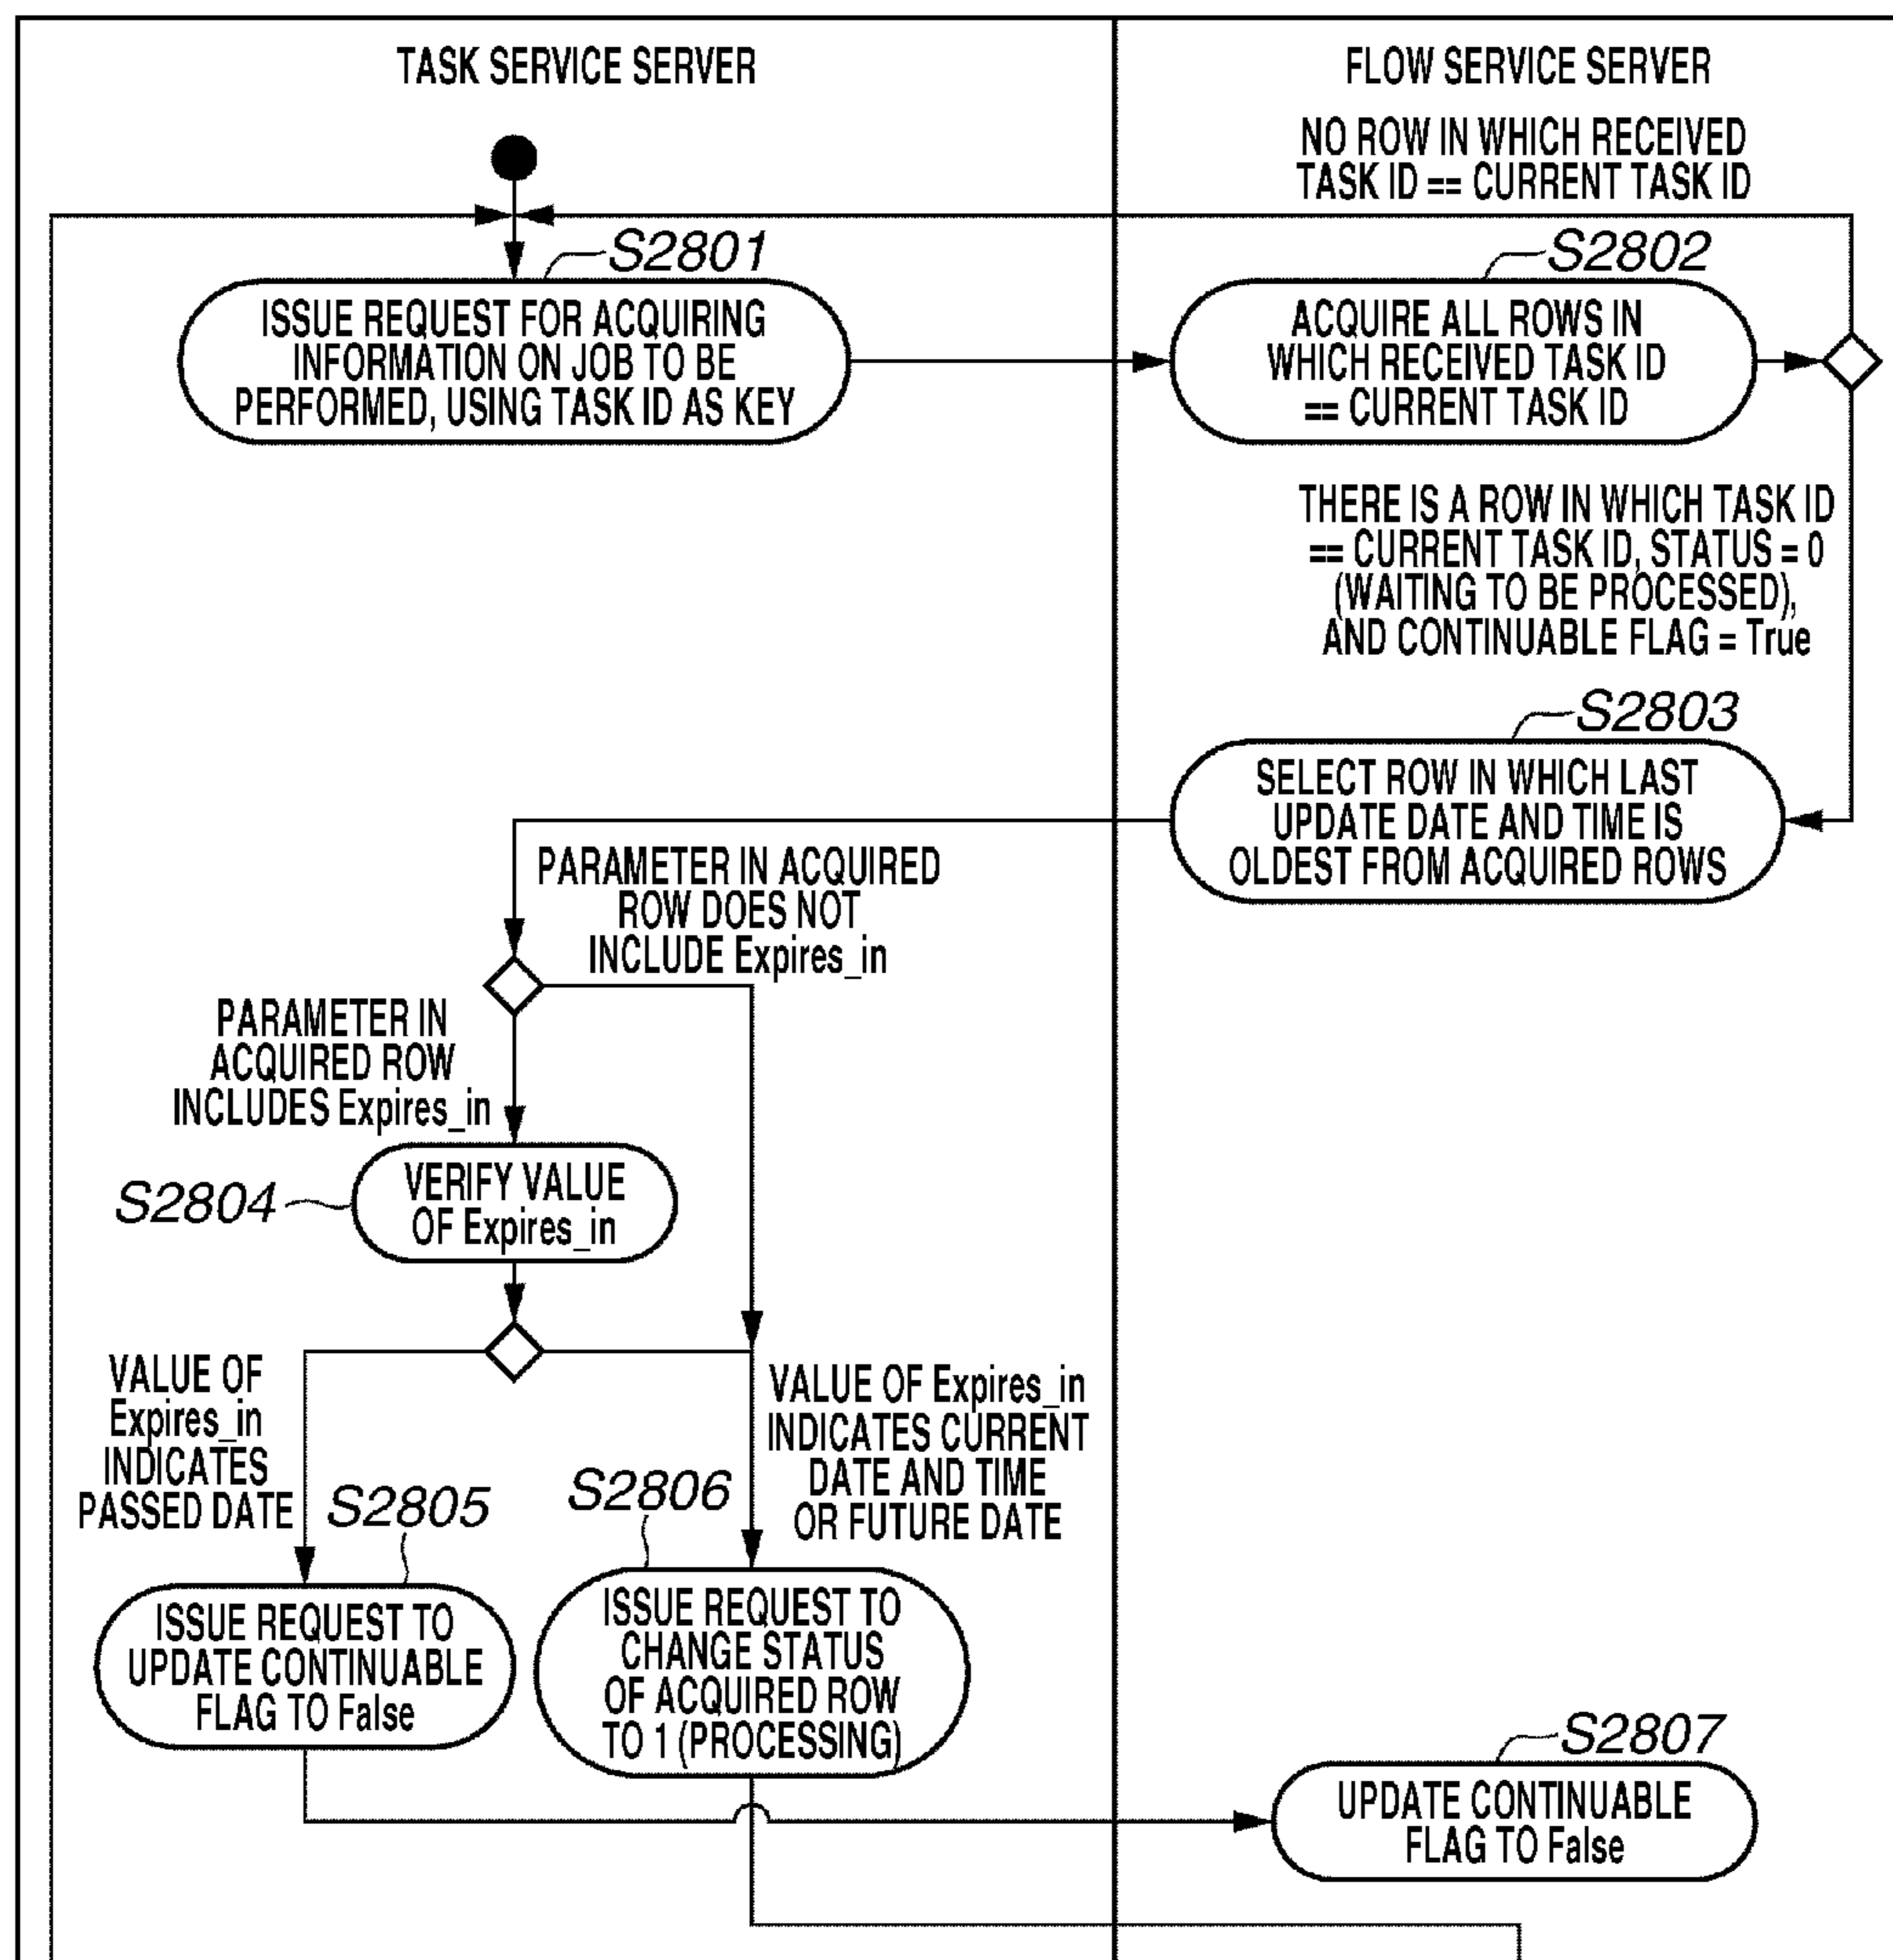 TASK SERVICE SERVER
FLOW SERVICE SERVER
NO ROW IN WHICH RECEIVED
TASK ID == CURRENT TASK ID
S2801
ISSUE REQUEST FOR ACQUIRING
INFORMATION ON JOB TO BE
PERFORMED, USING TASK ID AS KEY
S2802
ACQUIRE ALL ROWS IN
WHICH RECEIVED TASK ID
== CURRENT TASK ID
THERE IS A ROW IN WHICH TASK ID
== CURRENT TASK ID, STATUS = 0
(WAITING TO BE PROCESSED),
AND CONTINUABLE FLAG = True
S2803
SELECT ROW IN WHICH LAST
UPDATE DATE AND TIME IS
OLDEST FROM ACQUIRED ROWS
PARAMETER IN ACQUIRED
ROW DOES NOT
INCLUDE Expires_in
PARAMETER IN
ACQUIRED ROW
INCLUDES Expires_in
S2804
VERIFY VALUE
OF Expires_in
VALUE OF
Expires_in
INDICATES
PASSED DATE
VALUE OF Expires_in
INDICATES CURRENT
DATE AND TIME
OR FUTURE DATE
S2805
ISSUE REQUEST TO
UPDATE CONTINUABLE
FLAG TO False
S2806
ISSUE REQUEST TO
CHANGE STATUS
OF ACQUIRED ROW
TO 1 (PROCESSING)
S2807
UPDATE CONTINUABLE
FLAG TO False